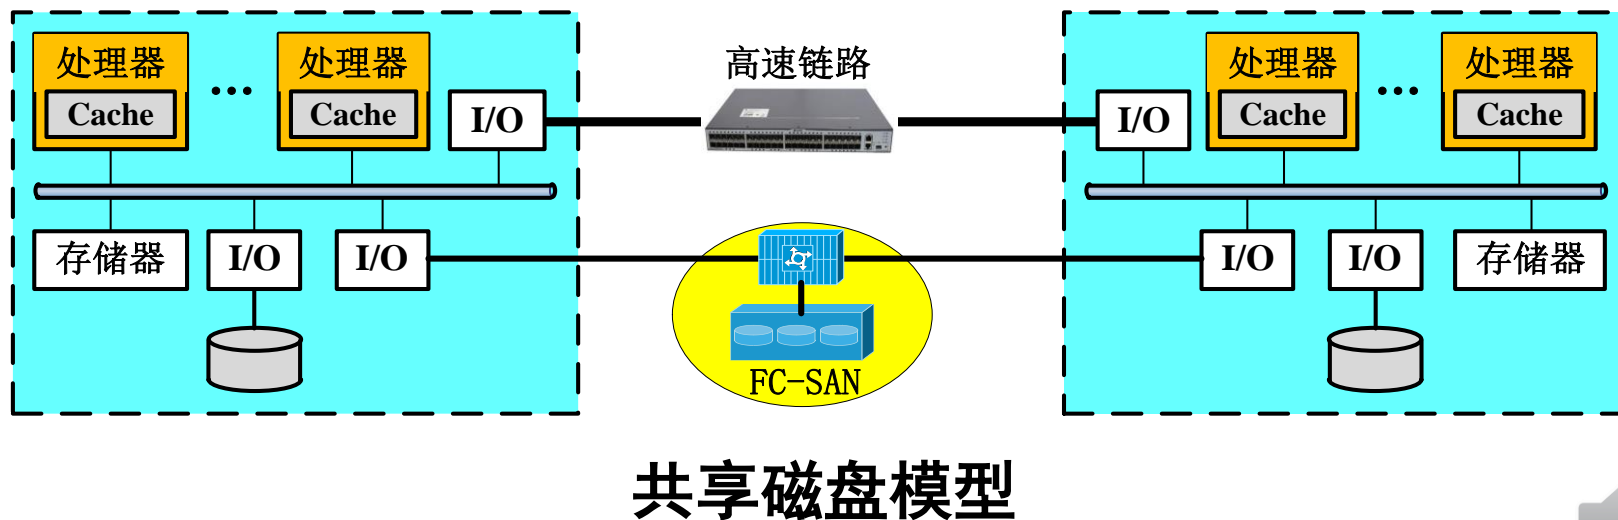 处理器 ... 处理器
Cache Cache I/O
高速链路
处理器 ... 处理器
I/O Cache Cache
存储器 I/O I/O
I/O I/O 存储器
FC-SAN
共享磁盘模型